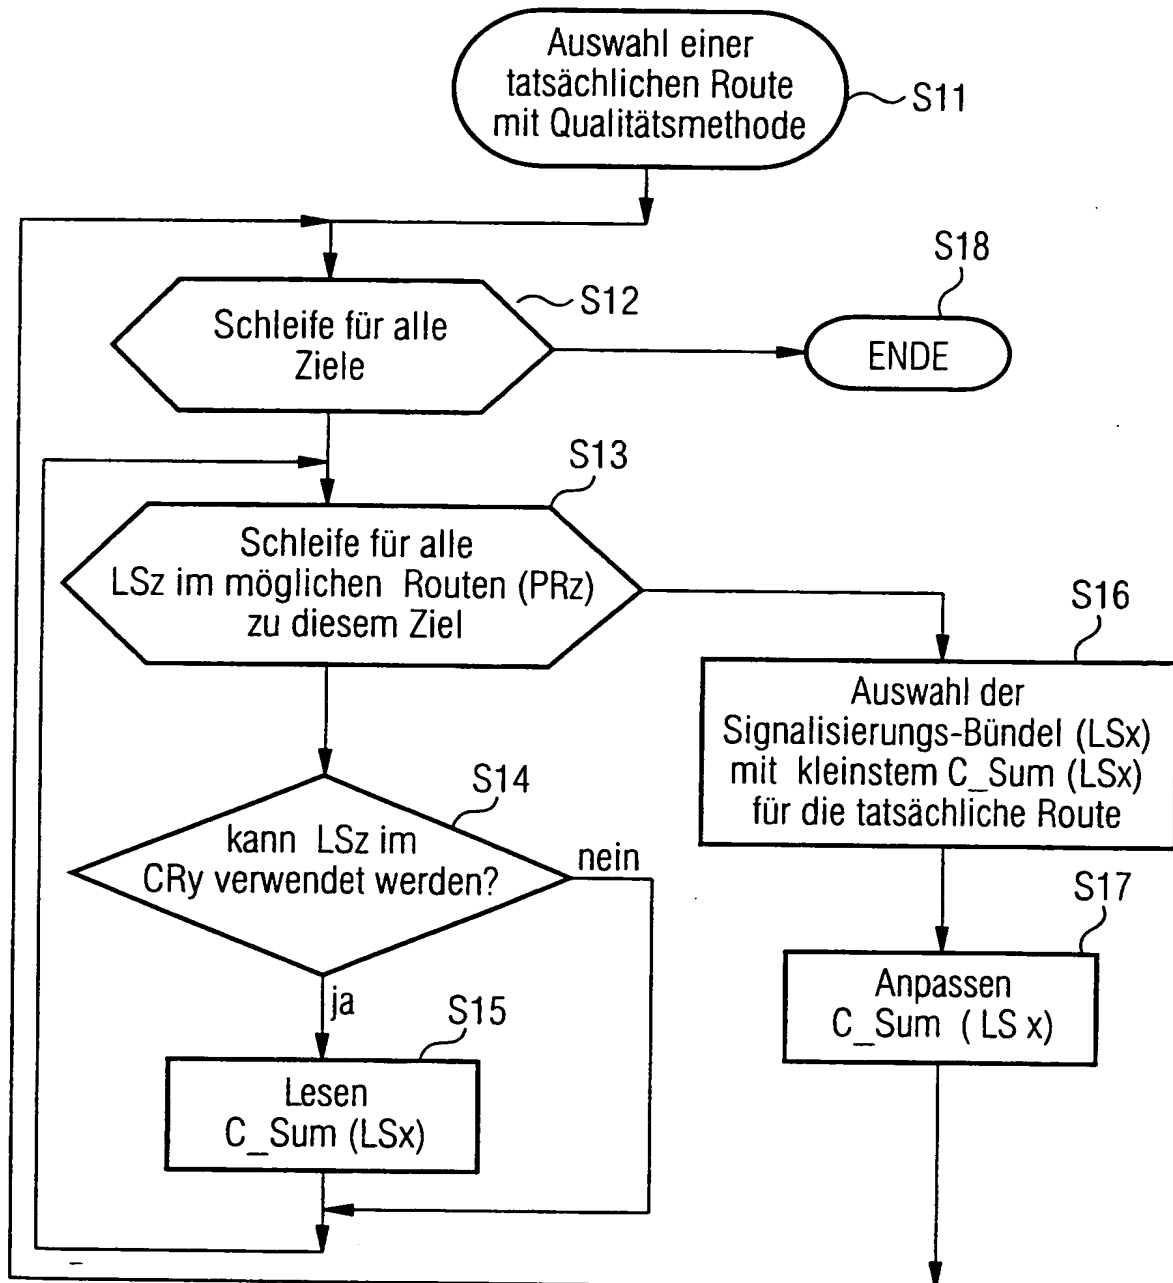 Auswahl einer
tatsächlichen Route
mit Qualitätsmethode
S11
S18
S12
Schleife für alle
Ziele
ENDE
S13
Schleife für alle
LSz im möglichen Routen (PRz)
zu diesem Ziel
S16
Auswahl der
Signalisierungs-Bündel (LSx)
mit kleinstem C_Sum (LSx)
für die tatsächliche Route
S14
kann LSz im
CRy verwendet werden?
nein
S17
Anpassen
C_Sum ( LS x)
ja
S15
Lesen
C_Sum (LSx)